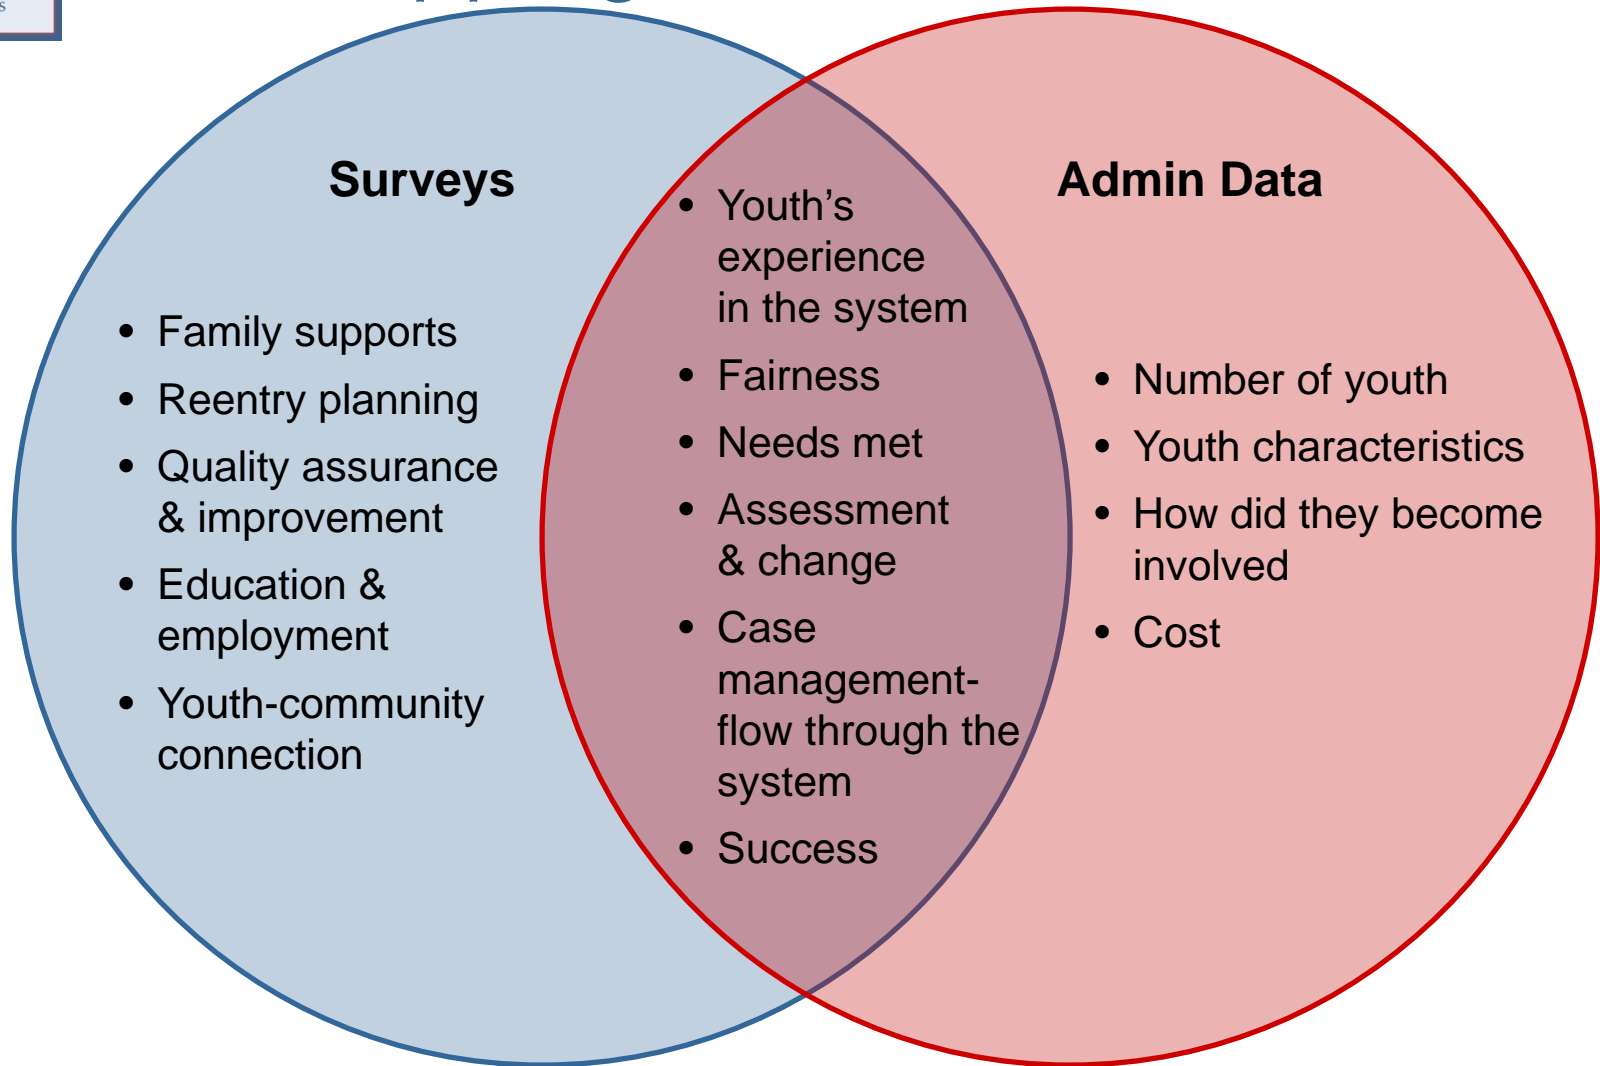 Surveys
• Family supports
• Reentry planning
• Quality assurance
& improvement
• Education &
employment
• Youth-community
connection
• Youth’s
experience
in the system
• Fairness
• Needs met
• Assessment
& change
• Case
management-
flow through the
system
• Success
Admin Data
• Number of youth
• Youth characteristics
• How did they become
involved
• Cost